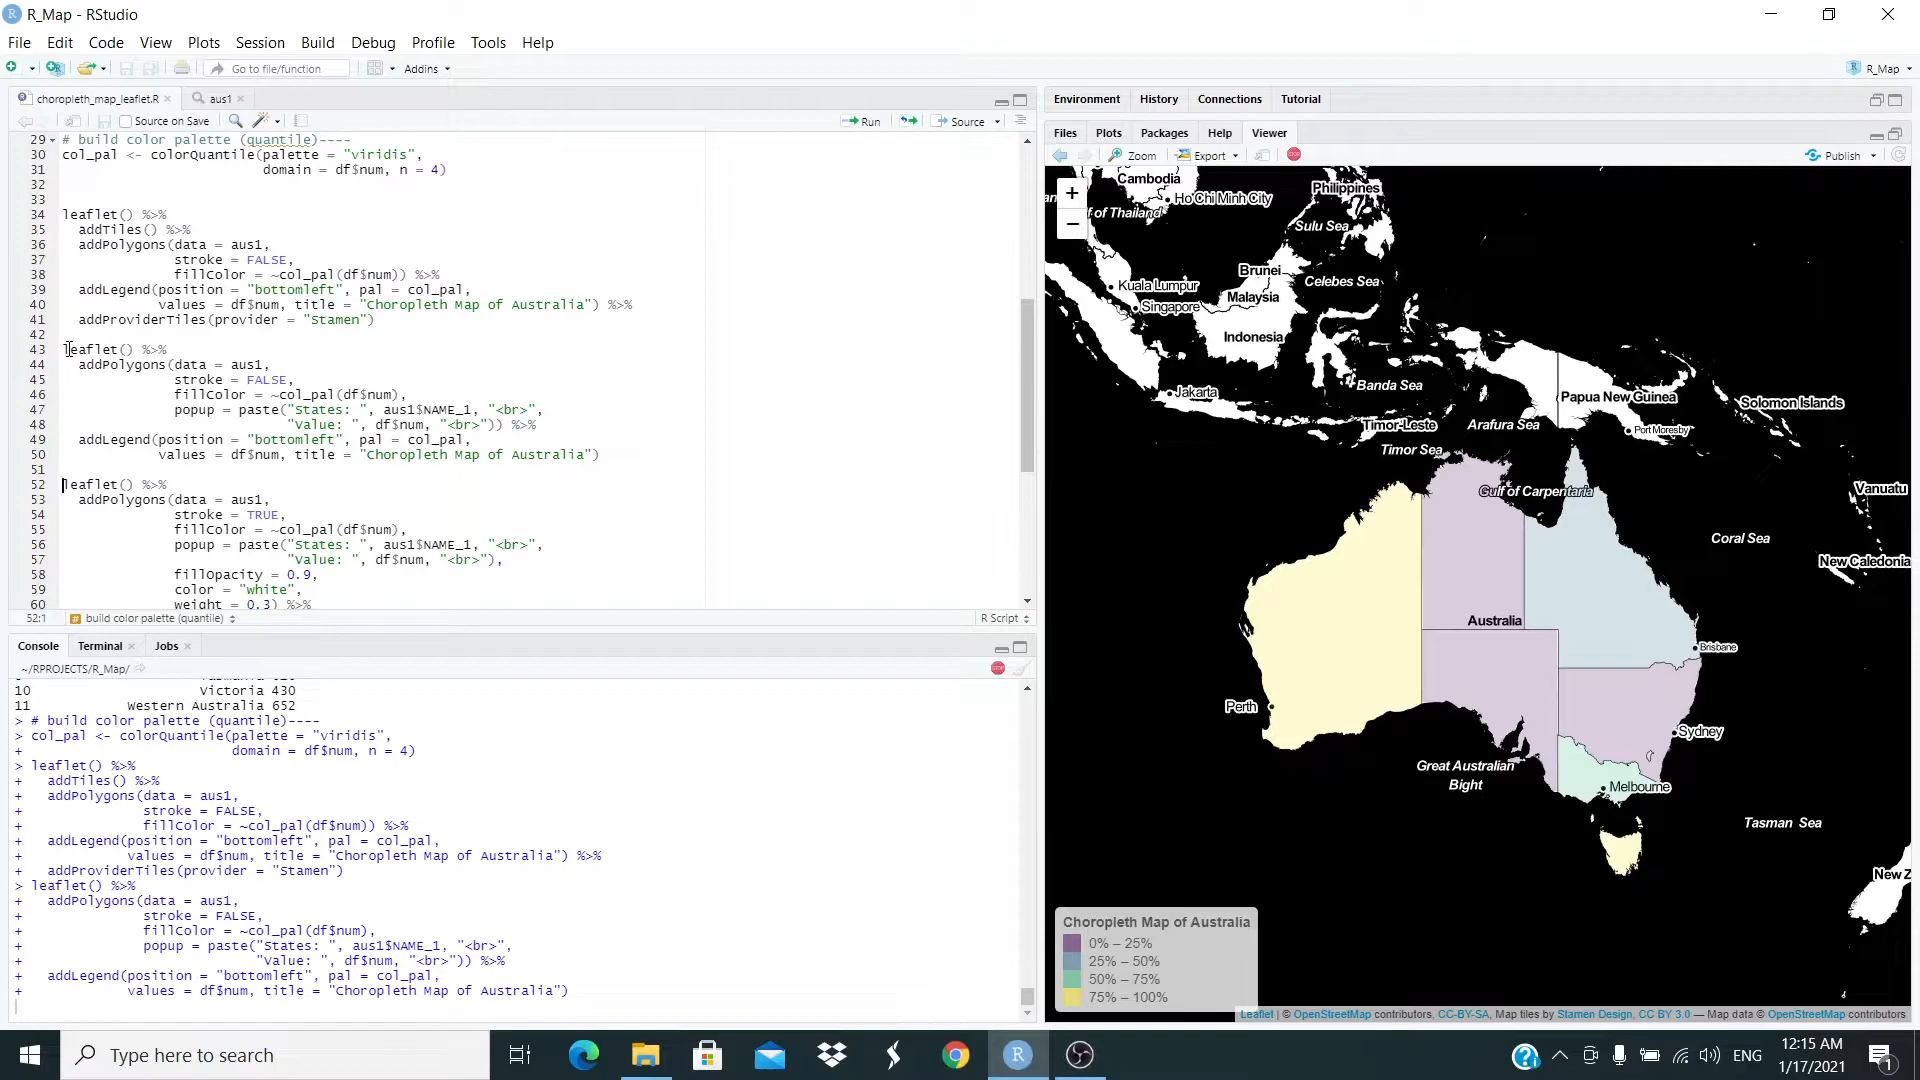 R_Map - RStudio
File Edit Code View Plots Session Build Debug Profile Tools Help
Go to file/function
Addins
R_Map
choropleth_map_leaflet.R
aus1
Source on Save
Run
Source
29 # build color palette (quantile)----
30 col_pal <- colorQuantile(palette = "viridis",
31 domain = df$num, n = 4)
32
33
34 leaflet() %>%
35 addTiles() %>%
36 addPolygons(data = aus1,
37 stroke = FALSE,
38 fillColor = ~col_pal(df$num)) %>%
39 addLegend(position = "bottomleft", pal = col_pal,
40 values = df$num, title = "Choropleth Map of Australia") %>%
41 addProviderTiles(provider = "Stamen")
42
43 leaflet() %>%
44 addPolygons(data = aus1,
45 stroke = FALSE,
46 fillColor = ~col_pal(df$num),
47 popup = paste("States: ", aus1$NAME_1, "<br>",
48 "Value: ", df$num, "<br>")) %>%
49 addLegend(position = "bottomleft", pal = col_pal,
50 values = df$num, title = "Choropleth Map of Australia")
51
52 leaflet() %>%
53 addPolygons(data = aus1,
54 stroke = TRUE,
55 fillColor = ~col_pal(df$num),
56 popup = paste("States: ", aus1$NAME_1, "<br>",
57 "Value: ", df$num, "<br>"),
58 fillOpacity = 0.9,
59 color = "white",
60 weight = 0.3) %>%
52:1 build color palette (quantile) R Script
Console Terminal Jobs
~/RPROJECTS/R_Map/
10 Victoria 430
11 Western Australia 652
> # build color palette (quantile)----
> col_pal <- colorQuantile(palette = "viridis",
+ domain = df$num, n = 4)
> leaflet() %>%
+ addTiles() %>%
+ addPolygons(data = aus1,
+ stroke = FALSE,
+ fillColor = ~col_pal(df$num)) %>%
+ addLegend(position = "bottomleft", pal = col_pal,
+ values = df$num, title = "Choropleth Map of Australia") %>%
+ addProviderTiles(provider = "Stamen")
> leaflet() %>%
+ addPolygons(data = aus1,
+ stroke = FALSE,
+ fillColor = ~col_pal(df$num),
+ popup = paste("States: ", aus1$NAME_1, "<br>",
+ "Value: ", df$num, "<br>")) %>%
+ addLegend(position = "bottomleft", pal = col_pal,
+ values = df$num, title = "Choropleth Map of Australia")
Environment History Connections Tutorial
Files Plots Packages Help Viewer
Zoom Export Publish
+
−
Cambodia
Ho Chi Minh City
of Thailand
Philippines
Sulu Sea
Brunei
Celebes Sea
Kuala Lumpur
Malaysia
Singapore
Indonesia
Banda Sea
Jakarta
Papua New Guinea
Solomon Islands
Timor-Leste
Arafura Sea
Port Moresby
Timor Sea
Gulf of Carpentaria
Vanuatu
Coral Sea
New Caledonia
Australia
Brisbane
Perth
Sydney
Great Australian
Bight
Melbourne
Tasman Sea
New Z
Choropleth Map of Australia
0% – 25%
25% – 50%
50% – 75%
75% – 100%
Leaflet | © OpenStreetMap contributors, CC-BY-SA, Map tiles by Stamen Design, CC BY 3.0 — Map data © OpenStreetMap contributors
Type here to search
ENG
12:15 AM
1/17/2021
1